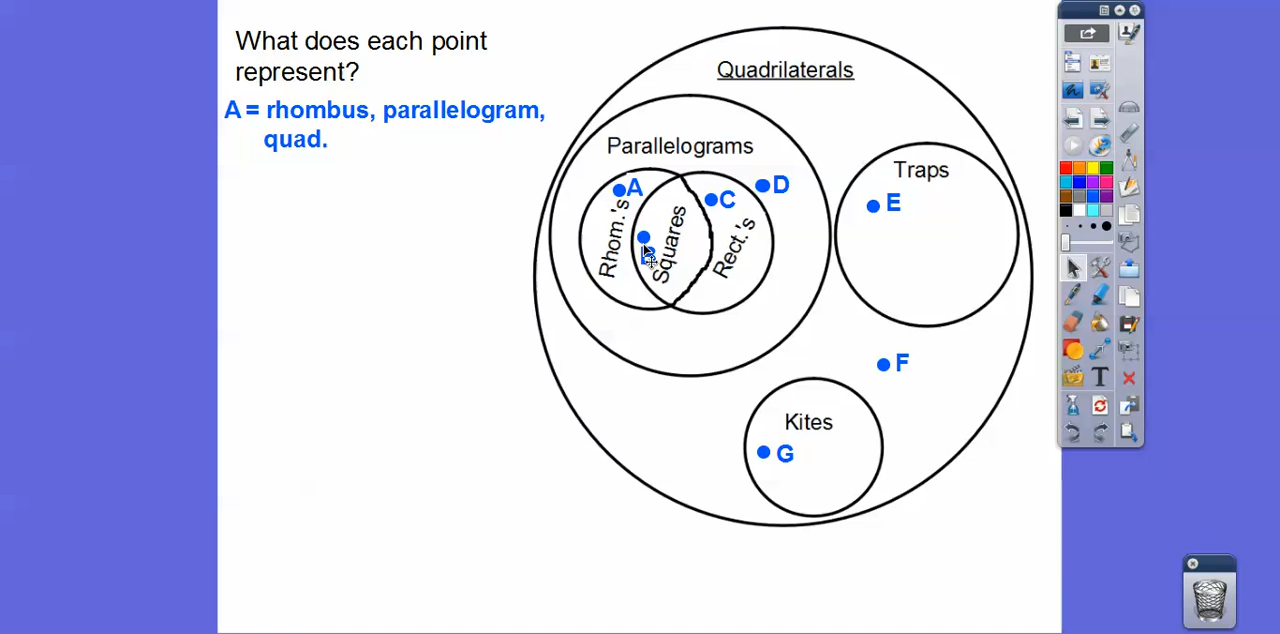 What does each point
represent?
A = rhombus, parallelogram,
quad.
Quadrilaterals
Parallelograms
Traps
A
D
C
E
Rhom.'s
Squares
Rect.'s
B
F
Kites
G
T